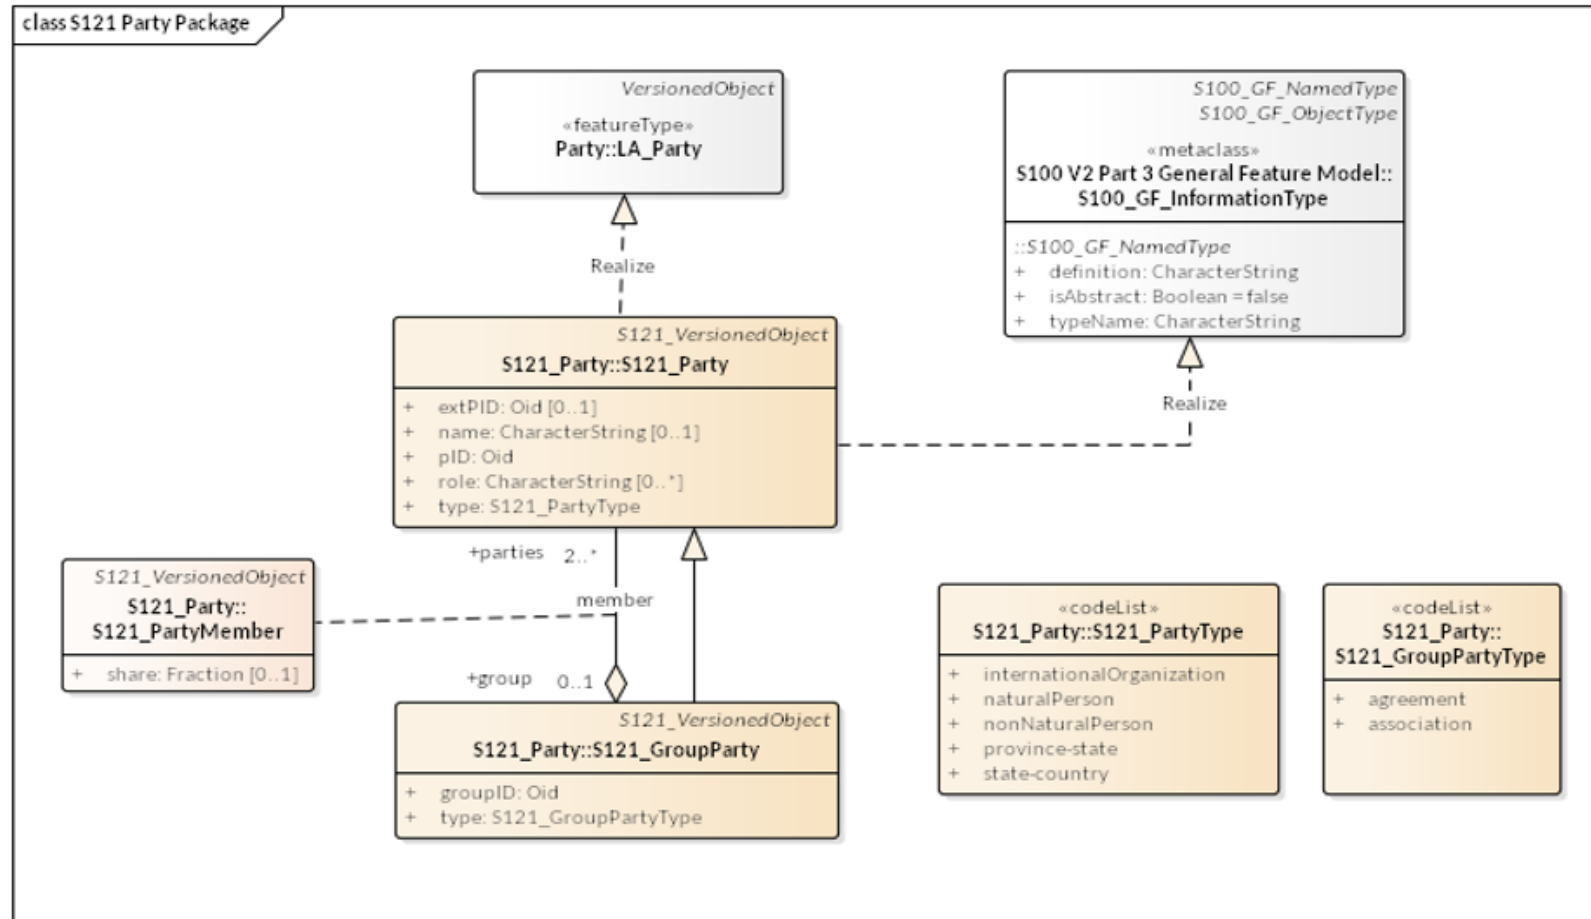 class S121 Party Package
VersionedObject
«featureType»
Party::LA_Party
S100_GF_NamedType
S100_GF_ObjectType
«metaclass»
S100 V2 Part 3 General Feature Model::
S100_GF_InformationType
::S100_GF_NamedType
+ definition: CharacterString
+ isAbstract: Boolean = false
+ typeName: CharacterString
Realize
S121_VersionedObject
S121_Party::S121_Party
+ extPID: Oid [0..1]
+ name: CharacterString [0..1]
+ pID: Oid
+ role: CharacterString [0..*]
+ type: S121_PartyType
Realize
+parties 2..*
member
+group 0..1
S121_VersionedObject
S121_Party::
S121_PartyMember
+ share: Fraction [0..1]
S121_VersionedObject
S121_Party::S121_GroupParty
+ groupID: Oid
+ type: S121_GroupPartyType
«codeList»
S121_Party::S121_PartyType
+ internationalOrganization
+ naturalPerson
+ nonNaturalPerson
+ province-state
+ state-country
«codeList»
S121_Party::
S121_GroupPartyType
+ agreement
+ association